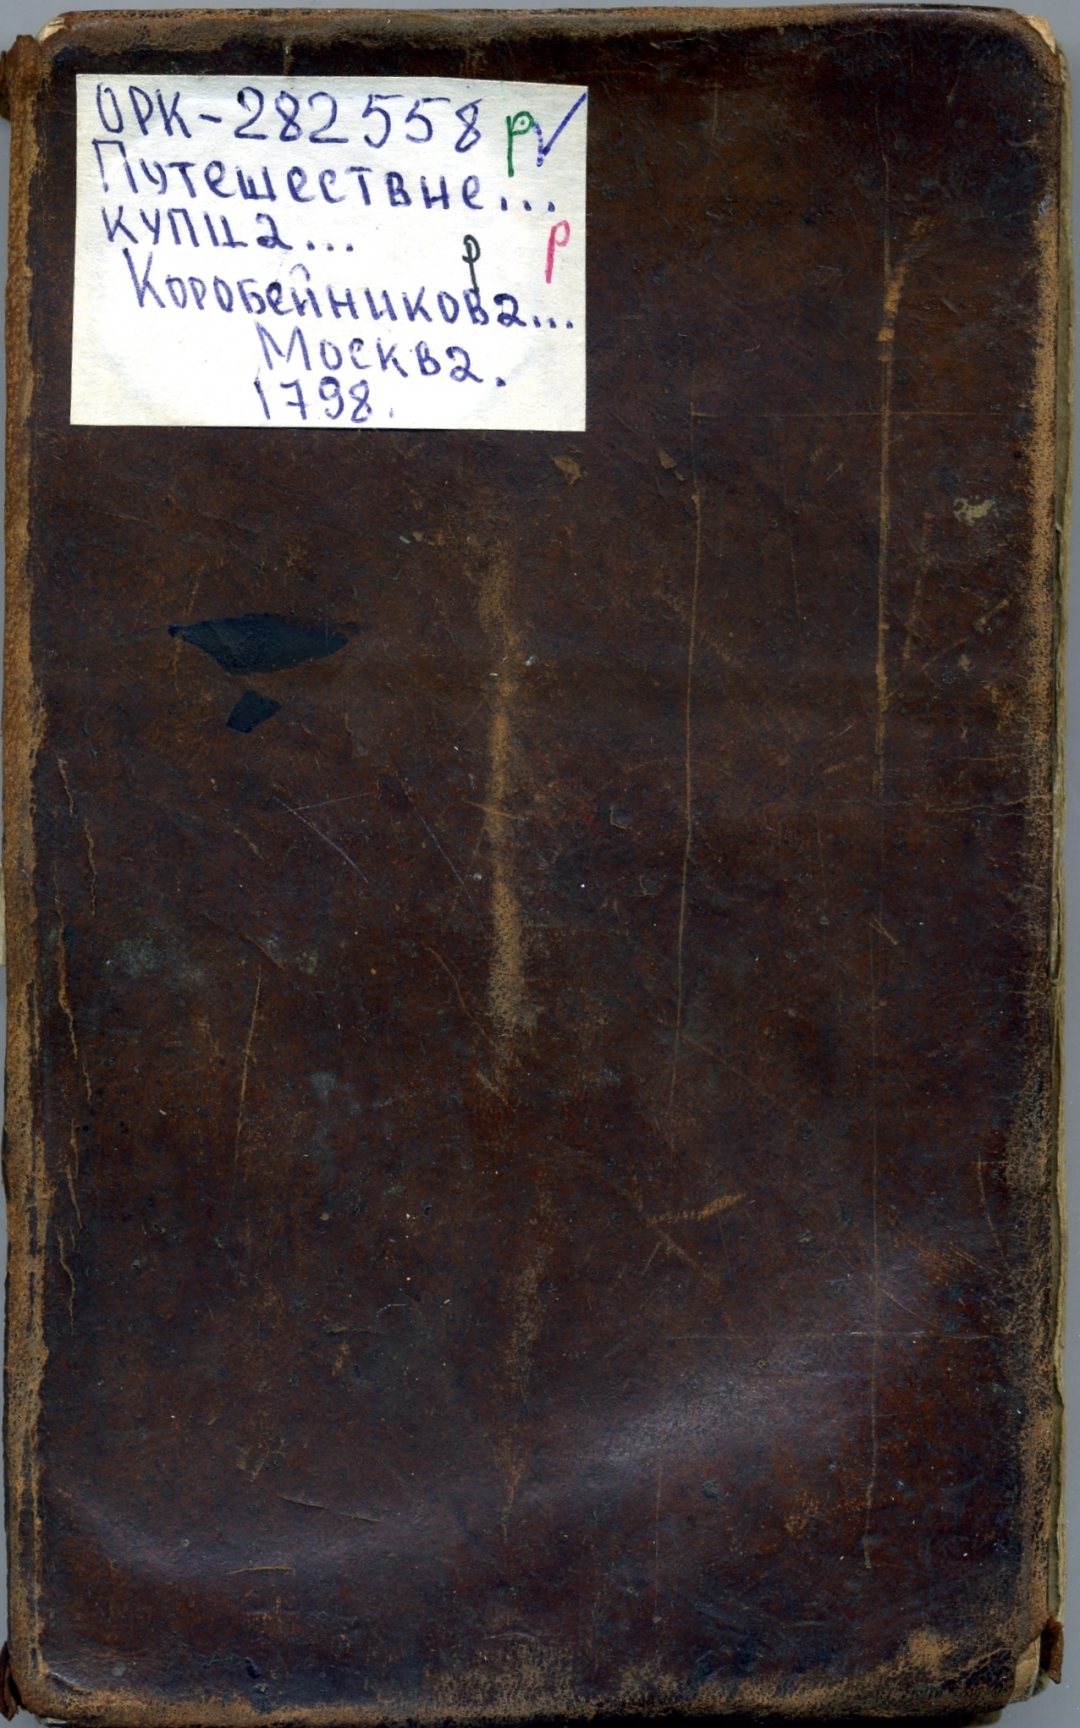 ОРК-282558 р✓
Путешествие...
купца... р р
Коробейникова...
Москва.
1798.